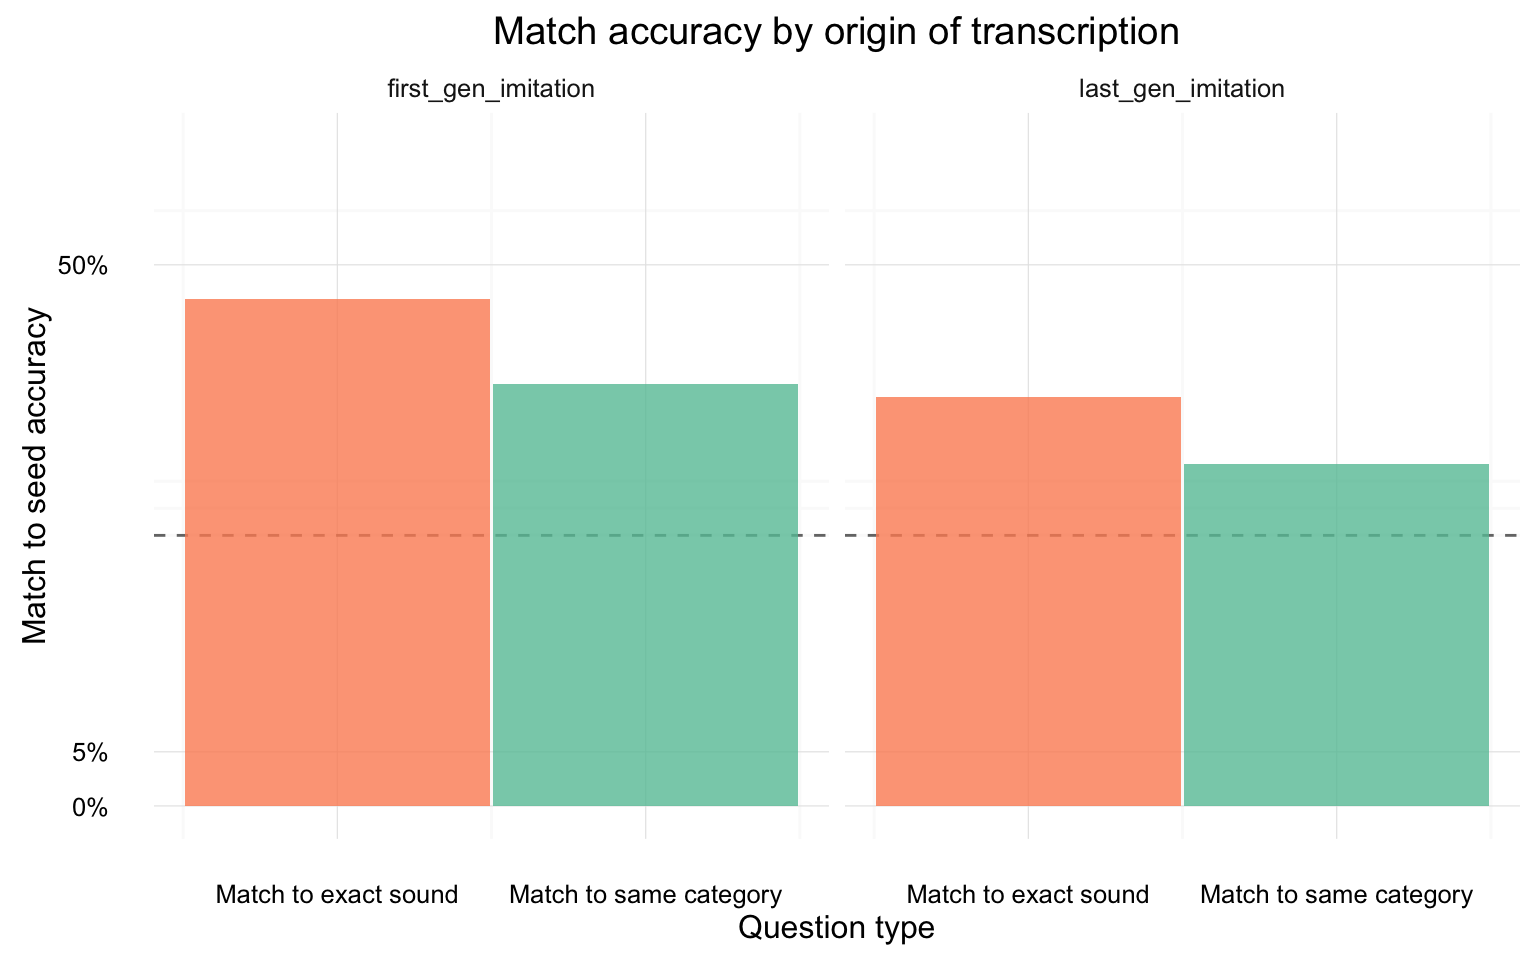 Match accuracy by origin of transcription
first_gen_imitation
last_gen_imitation
Match to seed accuracy
50%
5%
0%
Match to exact sound
Match to same category
Match to exact sound
Match to same category
Question type